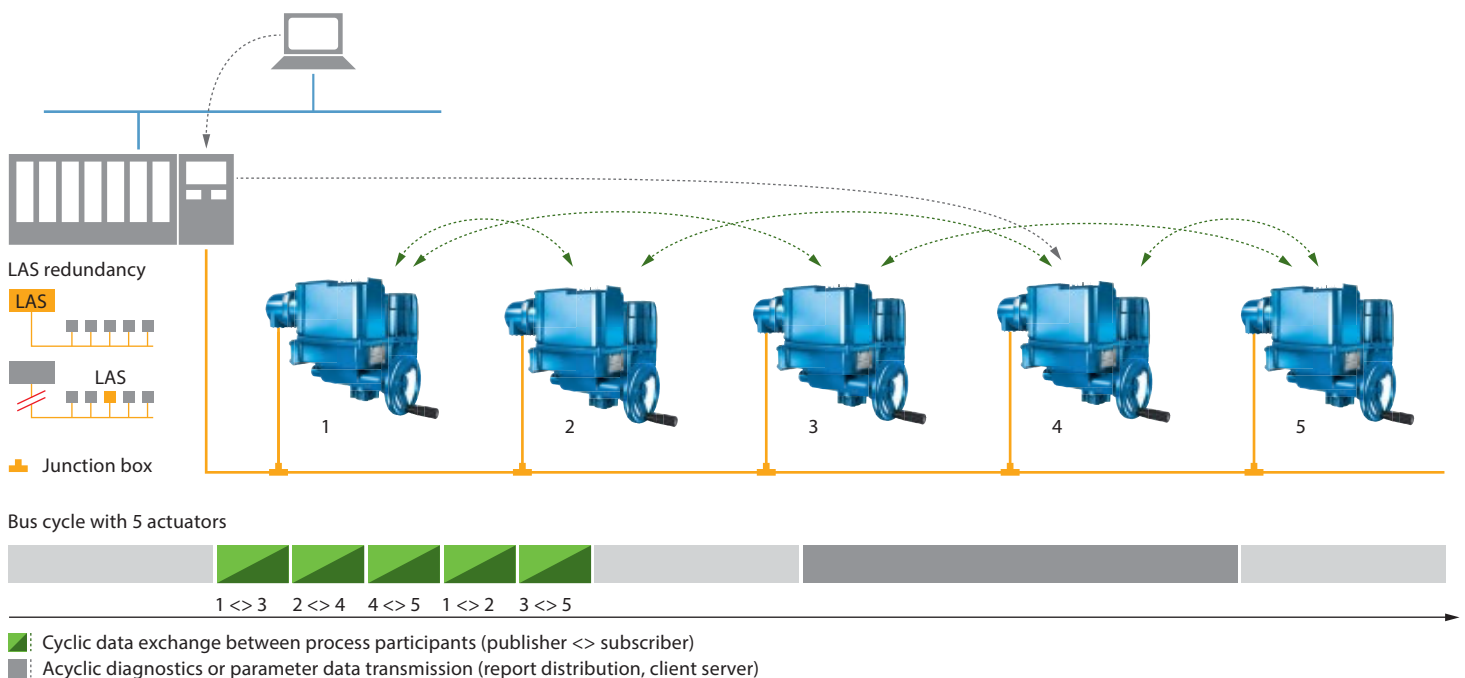 LAS redundancy
LAS
LAS
1
2
3
4
5
Junction box
Bus cycle with 5 actuators
1 <> 3
2 <> 4
4 <> 5
1 <> 2
3 <> 5
Cyclic data exchange between process participants (publisher <> subscriber)
Acyclic diagnostics or parameter data transmission (report distribution, client server)